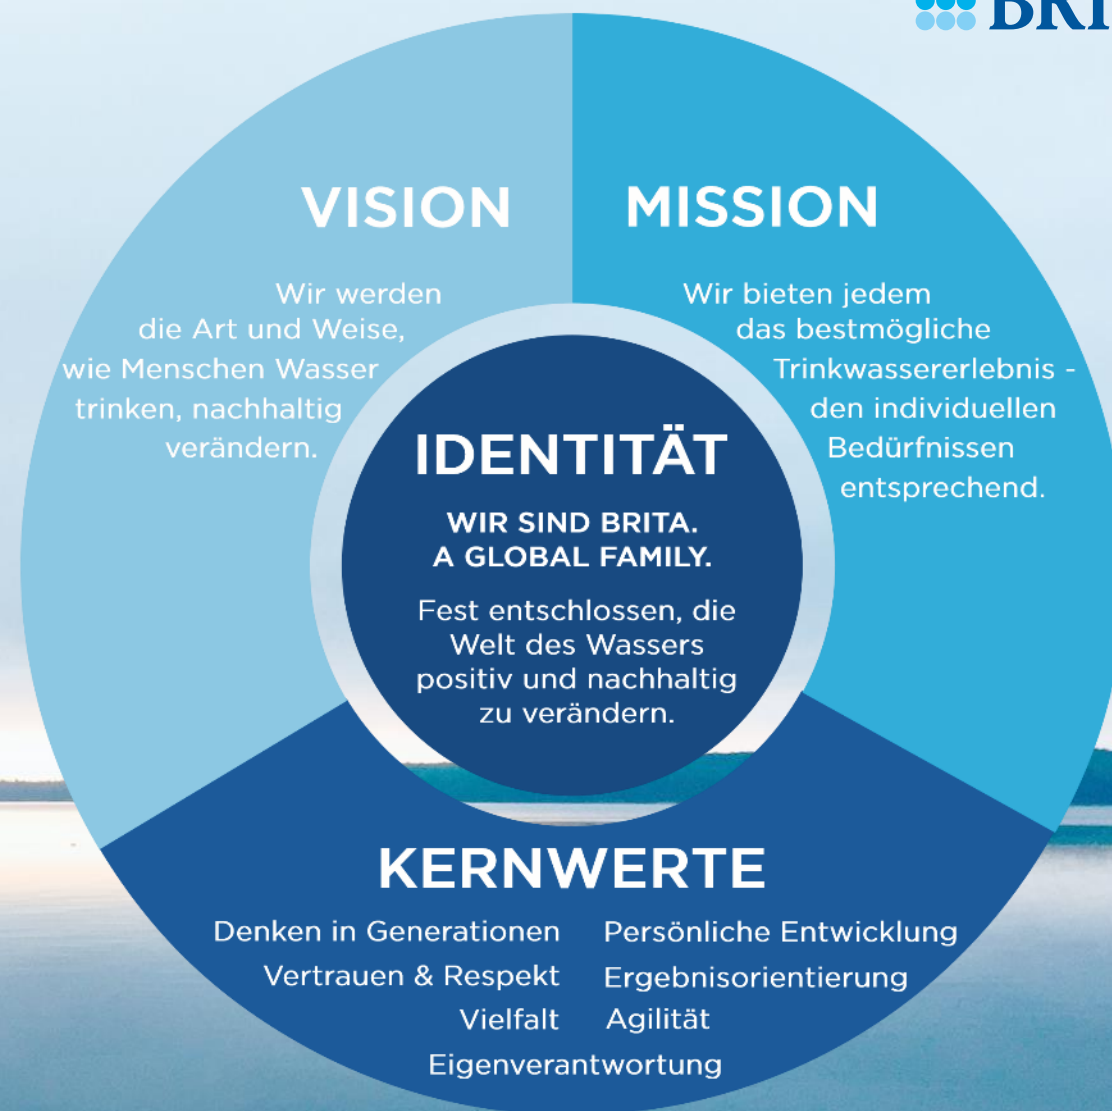 VISION
Wir werden
die Art und Weise,
wie Menschen Wasser
trinken, nachhaltig
verändern.
MISSION
Wir bieten jedem
das bestmögliche
Trinkwassererlebnis -
den individuellen
Bedürfnissen
entsprechend.
IDENTITÄT
WIR SIND BRITA.
A GLOBAL FAMILY.
Fest entschlossen, die
Welt des Wassers
positiv und nachhaltig
zu verändern.
KERNWERTE
Denken in Generationen
Vertrauen & Respekt
Vielfalt
Persönliche Entwicklung
Ergebnisorientierung
Agilität
Eigenverantwortung